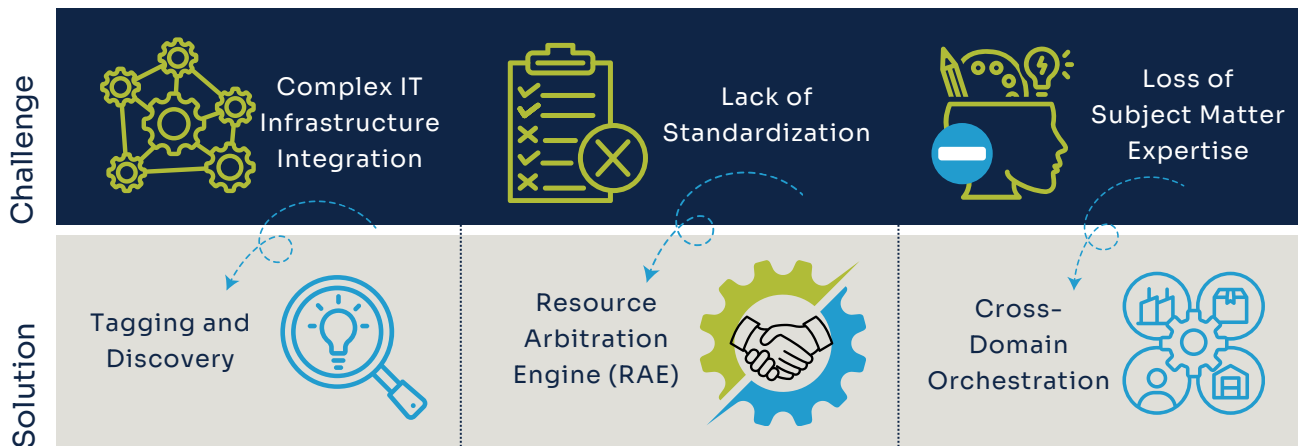 Challenge
Complex IT
Infrastructure
Integration
Lack of
Standardization
Loss of
Subject Matter
Expertise
Solution
Tagging and
Discovery
Resource
Arbitration
Engine (RAE)
Cross-
Domain
Orchestration